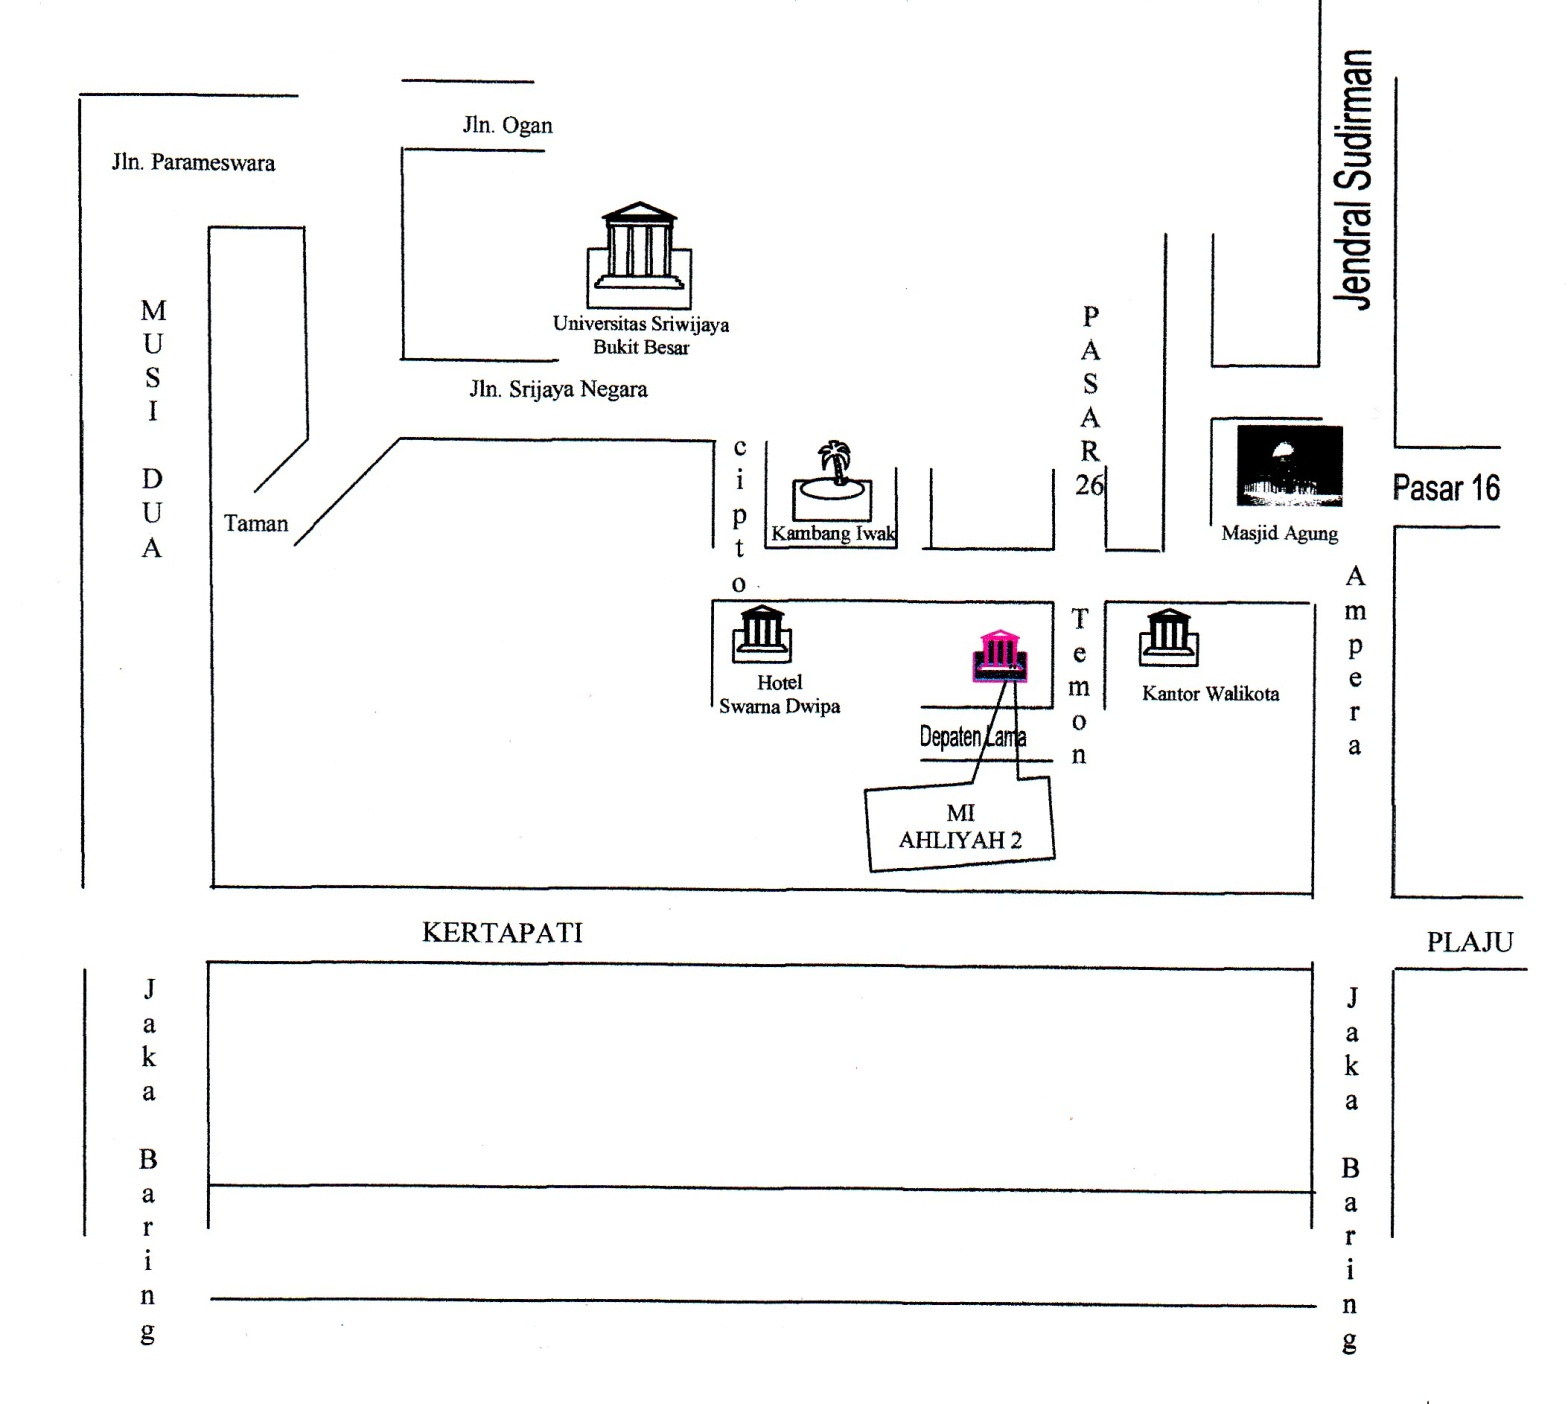 Jendral Sudirman
Jln. Ogan
Jln. Parameswara
Universitas Sriwijaya
Bukit Besar
MUSI DUA
PASAR
26
Jln. Srijaya Negara
cipto
Kambang Iwak
Taman
Masjid Agung
Pasar 16
Ampera
Temon
Hotel
Swarna Dwipa
Kantor Walikota
Depaten Lama
MI
AHLIYAH 2
KERTAPATI
PLAJU
Jaka Baring
Jaka Baring